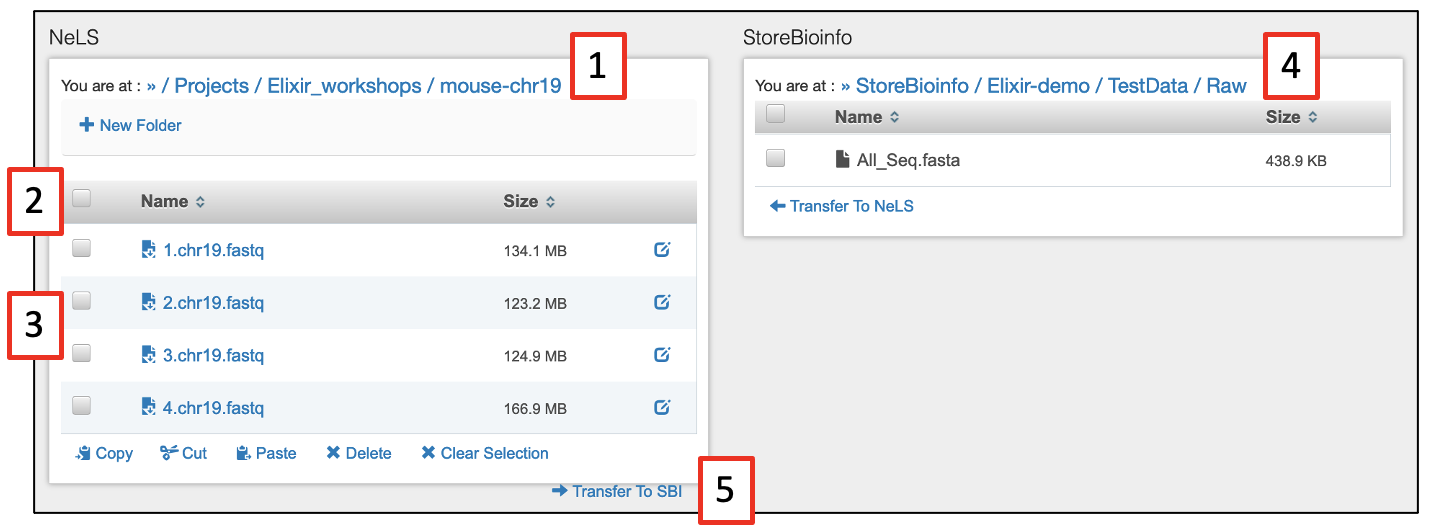 NeLS
You are at : » / Projects / Elixir_workshops / mouse-chr19
1
New Folder
2
Name Size
1.chr19.fastq 134.1 MB
2.chr19.fastq 123.2 MB
3
3.chr19.fastq 124.9 MB
4.chr19.fastq 166.9 MB
Copy Cut Paste Delete Clear Selection
Transfer To SBI
5
StoreBioinfo
You are at : » StoreBioinfo / Elixir-demo / TestData / Raw
4
Name Size
All_Seq.fasta 438.9 KB
Transfer To NeLS